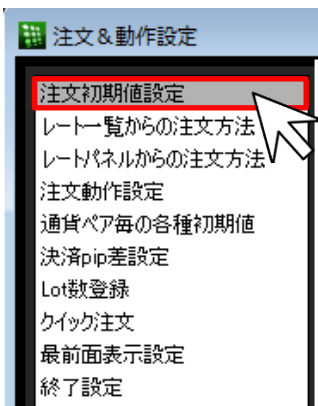 注文&動作設定
注文初期値設定
レート一覧からの注文方法
レートパネルからの注文方法
注文動作設定
通貨ペア毎の各種初期値
決済pip差設定
Lot数登録
クイック注文
最前面表示設定
終了設定